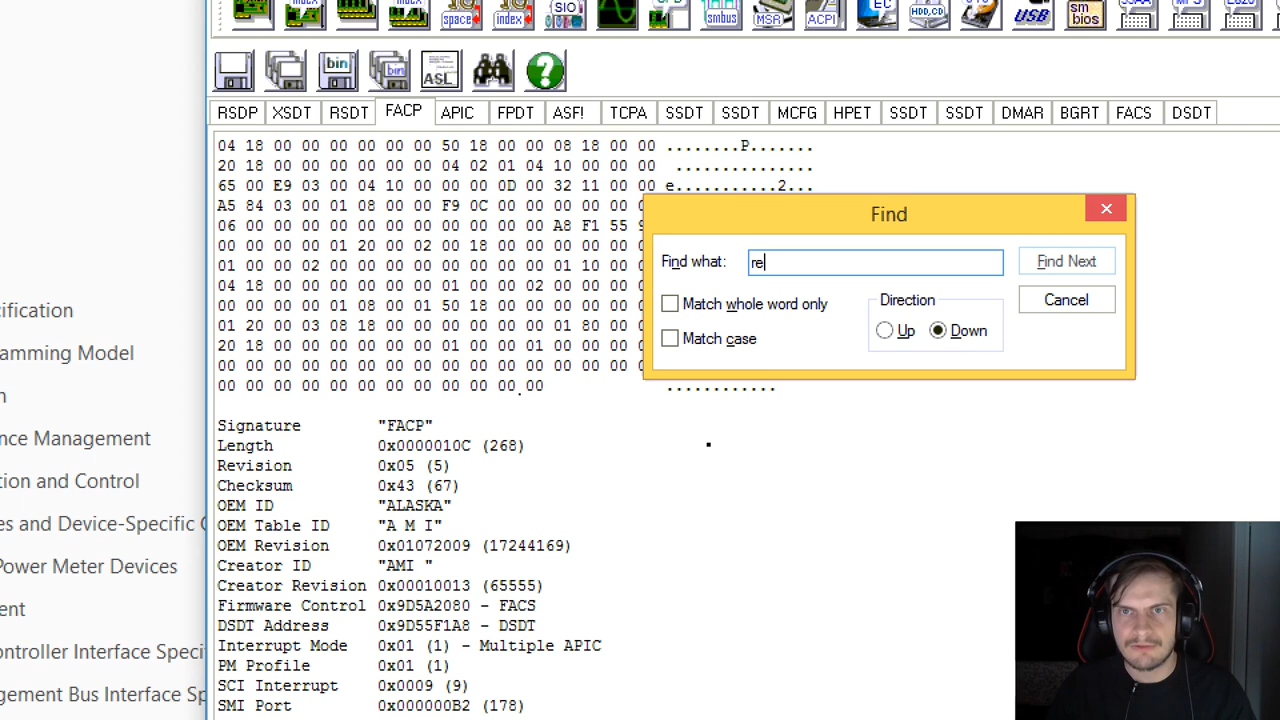 space
index
SIO
smbus
MSR
ACPI
EC
HDD,CD
USB
sm
bios
bin
bin
ASL
RSDP XSDT RSDT FACP APIC FPDT ASF! TCPA SSDT SSDT MCFG HPET SSDT SSDT DMAR BGRT FACS DSDT
04 18 00 00 00 00 00 00 50 18 00 00 08 18 00 00 ........P.......
20 18 00 00 00 00 00 00 04 02 01 04 10 00 00 00 ...............
65 00 E9 03 00 04 10 00 00 00 0D 00 32 11 00 00 e...........2...
A5 84 03 00 01 08 00 00 F9 0C 00 00 00 00
06 00 00 00 00 00 00 00 00 00 00 00 A8 F1 55
00 00 00 00 01 20 00 02 00 18 00 00 00 00 00
01 00 00 02 00 00 00 00 00 00 00 00 01 10 00
04 18 00 00 00 00 00 00 01 00 00 02 00 00 00
00 00 00 00 01 08 00 01 50 18 00 00 00 00 00
01 20 00 03 08 18 00 00 00 00 00 00 01 80 00
20 18 00 00 00 00 00 00 01 00 00 01 00 00 00
00 00 00 00 00 00 00 00 00 00 00 00 00 00 00
00 00 00 00 00 00 00 00 00 00 00 00 ............
Find
Find what: re Find Next
Match whole word only Direction Cancel
Match case Up Down
Signature "FACP"
Length 0x0000010C (268)
Revision 0x05 (5)
Checksum 0x43 (67)
OEM ID "ALASKA"
OEM Table ID "A M I"
OEM Revision 0x01072009 (17244169)
Creator ID "AMI "
Creator Revision 0x00010013 (65555)
Firmware Control 0x9D5A2080 - FACS
DSDT Address 0x9D55F1A8 - DSDT
Interrupt Mode 0x01 (1) - Multiple APIC
PM Profile 0x01 (1)
SCI Interrupt 0x0009 (9)
SMI Port 0x000000B2 (178)
ification
amming Model
n
nce Management
tion and Control
es and Device-Specific
Power Meter Devices
ent
ontroller Interface Speci
gement Bus Interface Sp